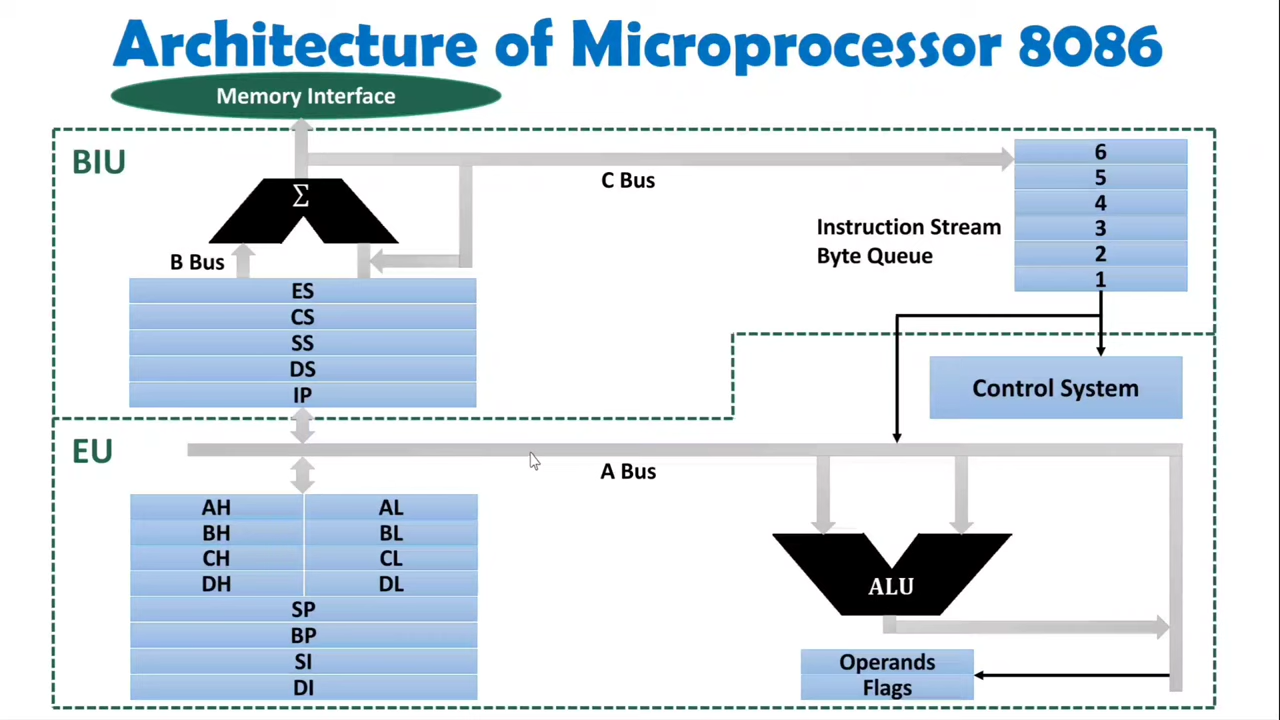 Architecture of Microprocessor 8086
Memory Interface
BIU
Σ
C Bus
B Bus
ES
CS
SS
DS
IP
Instruction Stream
Byte Queue
6
5
4
3
2
1
Control System
EU
A Bus
AH AL
BH BL
CH CL
DH DL
SP
BP
SI
DI
ALU
Operands
Flags